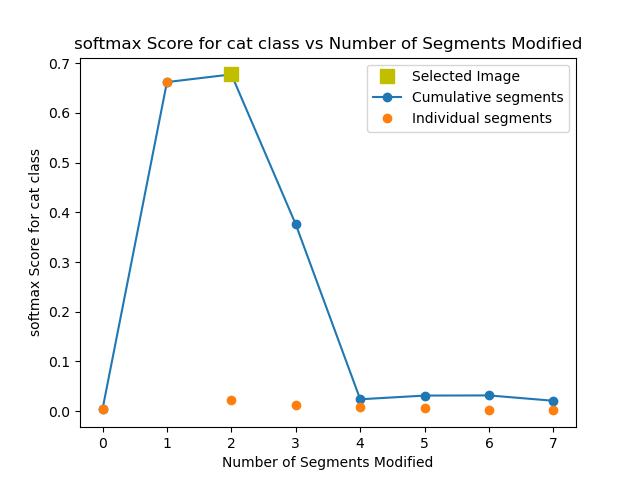 softmax Score for cat class vs Number of Segments Modified
Selected Image
Cumulative segments
Individual segments
softmax Score for cat class
0.7
0.6
0.5
0.4
0.3
0.2
0.1
0.0
0 1 2 3 4 5 6 7
Number of Segments Modified